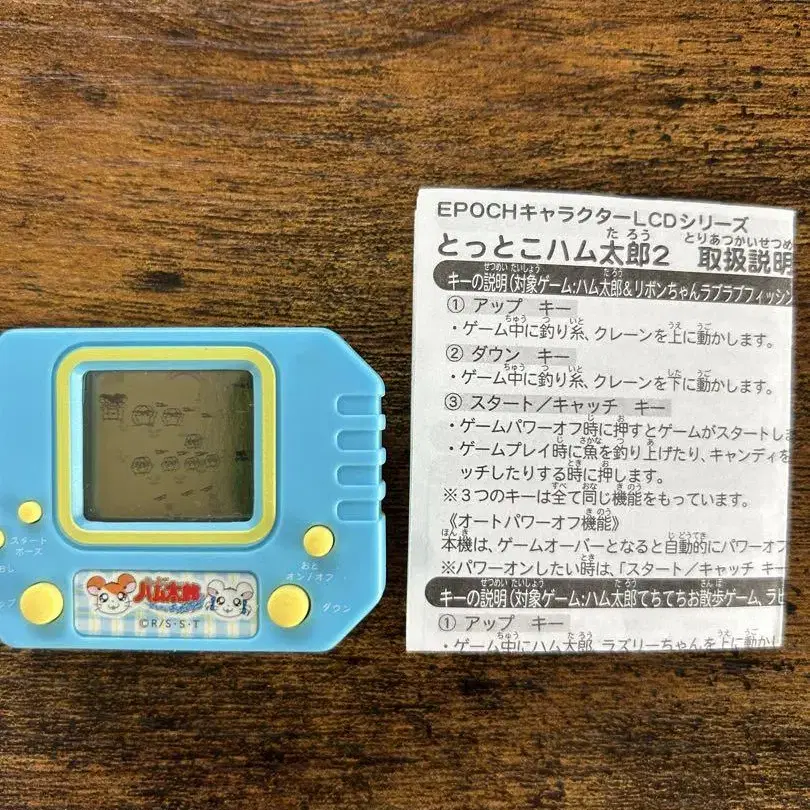 スタート
ポーズ
おと
オン/オフ
ダウン
ハム太郎
©R/S・S・T
EPOCHキャラクターLCDシリーズ
たろう とりあつかいせつめ
とっとこハム太郎2 取扱説明
せつめい たいしょう たろう
キーの説明(対象ゲーム:ハム太郎&リボンちゃんラブラブフィッシン
① アップ キー
ちゅう つ いと うえ うご
・ゲーム中に釣り糸、クレーンを上に動かします。
② ダウン キー
ちゅう つ いと した うご
・ゲーム中に釣り糸、クレーンを下に動かします。
③ スタート/キャッチ キー
じ お
・ゲームパワーオフ時に押すとゲームがスタートしま
じ さかな つ あ
・ゲームプレイ時に魚を釣り上げたり、キャンディを
とき お
ッチしたりする時に押します。
すべ おな きのう
※3つのキーは全て同じ機能をもっています。
きのう
《オートパワーオフ機能》
ほんき じどうてき
本機は、ゲームオーバーとなると自動的にパワーオフ
とき
※パワーオンしたい時は、「スタート/キャッチ キー
せつめい たいしょう たろう さんぽ
キーの説明(対象ゲーム:ハム太郎てちてちお散歩ゲーム、ラビ
① アップ キー
ちゅう たろう うえ うご
・ゲーム中にハム太郎、ラズリーちゃんを上に動かし